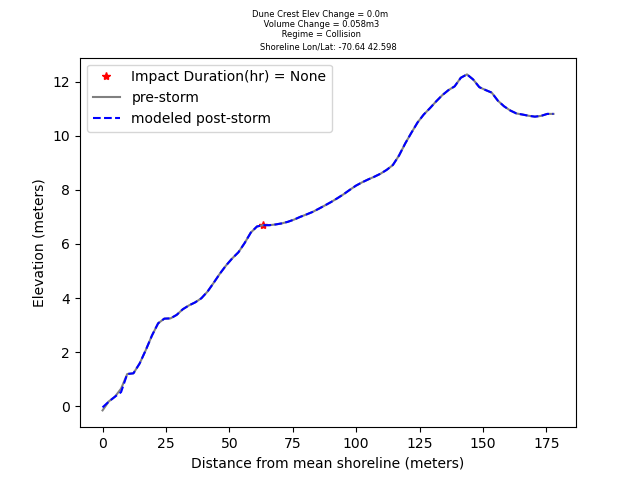 Dune Crest Elev Change = 0.0m
Volume Change = 0.058m3
Regime = Collision
Shoreline Lon/Lat: -70.64 42.598
Impact Duration(hr) = None
pre-storm
modeled post-storm
12
10
8
6
4
2
0
Elevation (meters)
0 25 50 75 100 125 150 175
Distance from mean shoreline (meters)